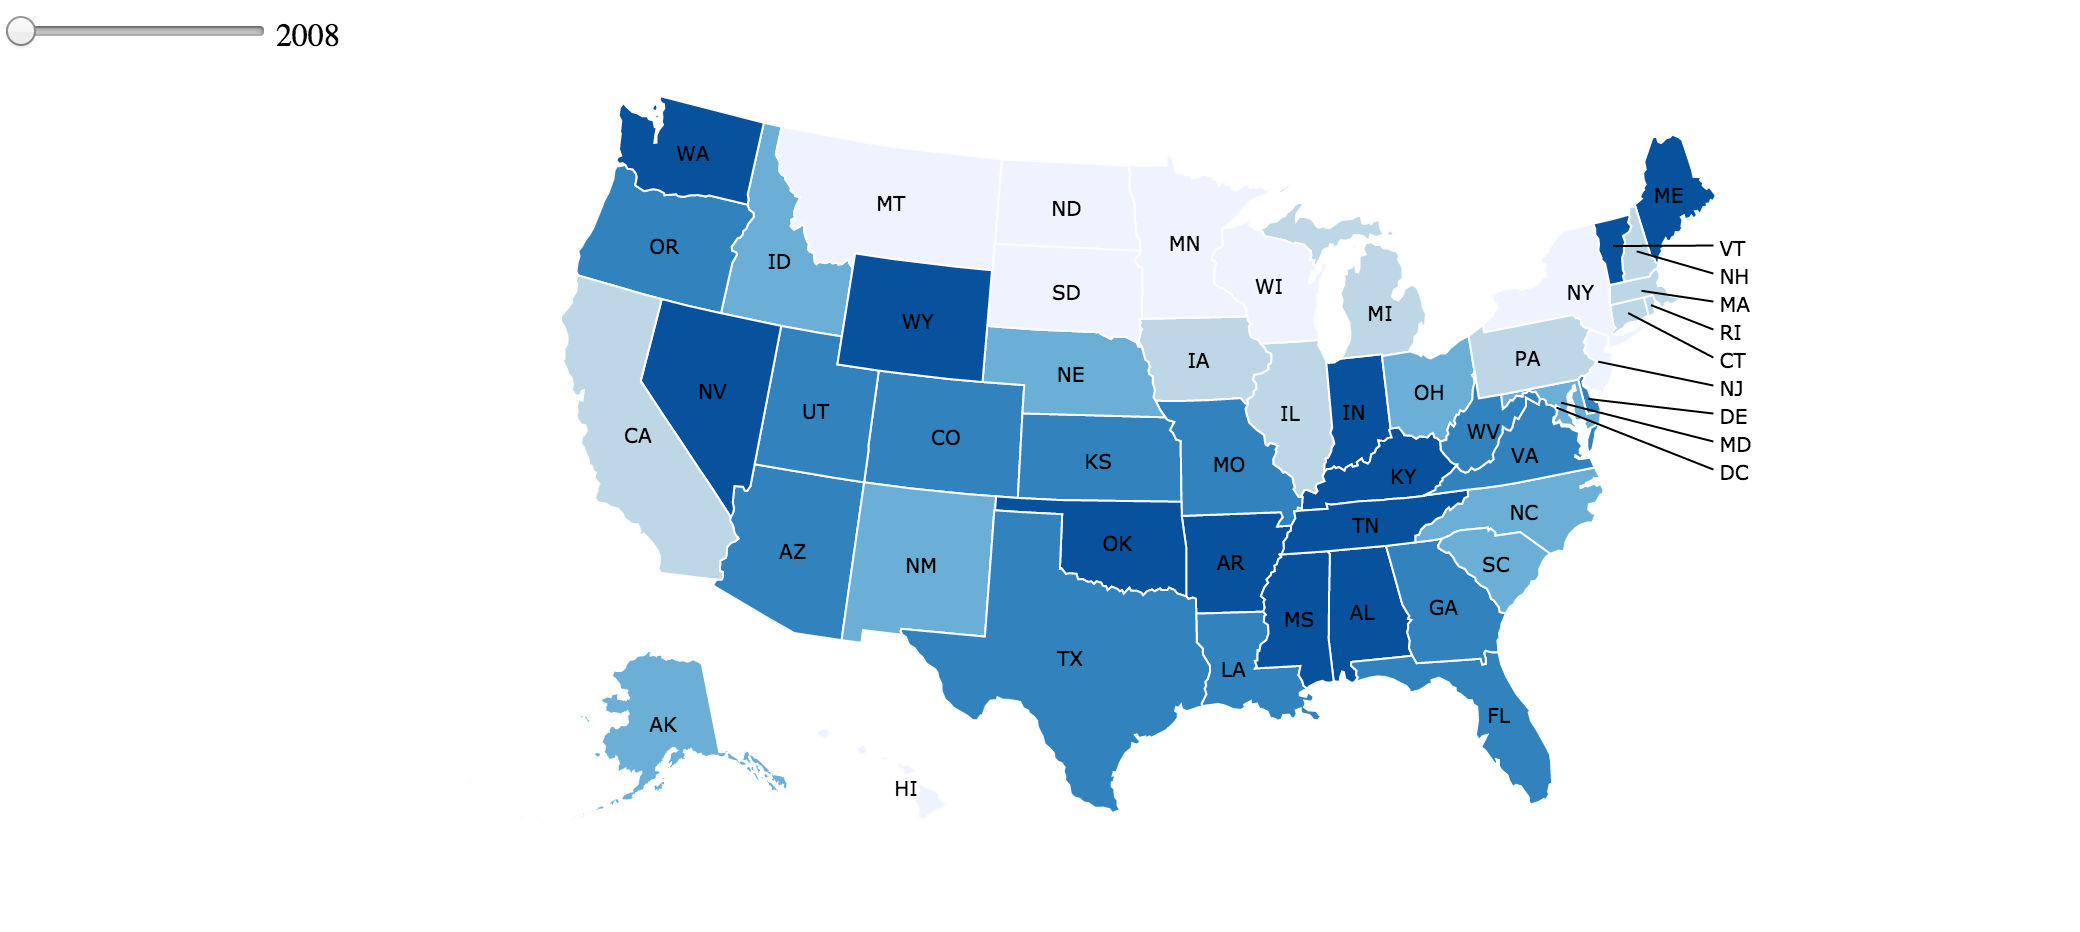 2008
WA
ME
MT
ND
MN
OR
VT
ID
NH
WI
SD
NY
MA
MI
WY
RI
PA
CT
IA
NE
NJ
NV
OH
UT
IL
IN
DE
CA
CO
WV
MD
VA
KS
MO
DC
KY
NC
TN
OK
AZ
AR
NM
SC
GA
AL
MS
TX
LA
FL
AK
HI